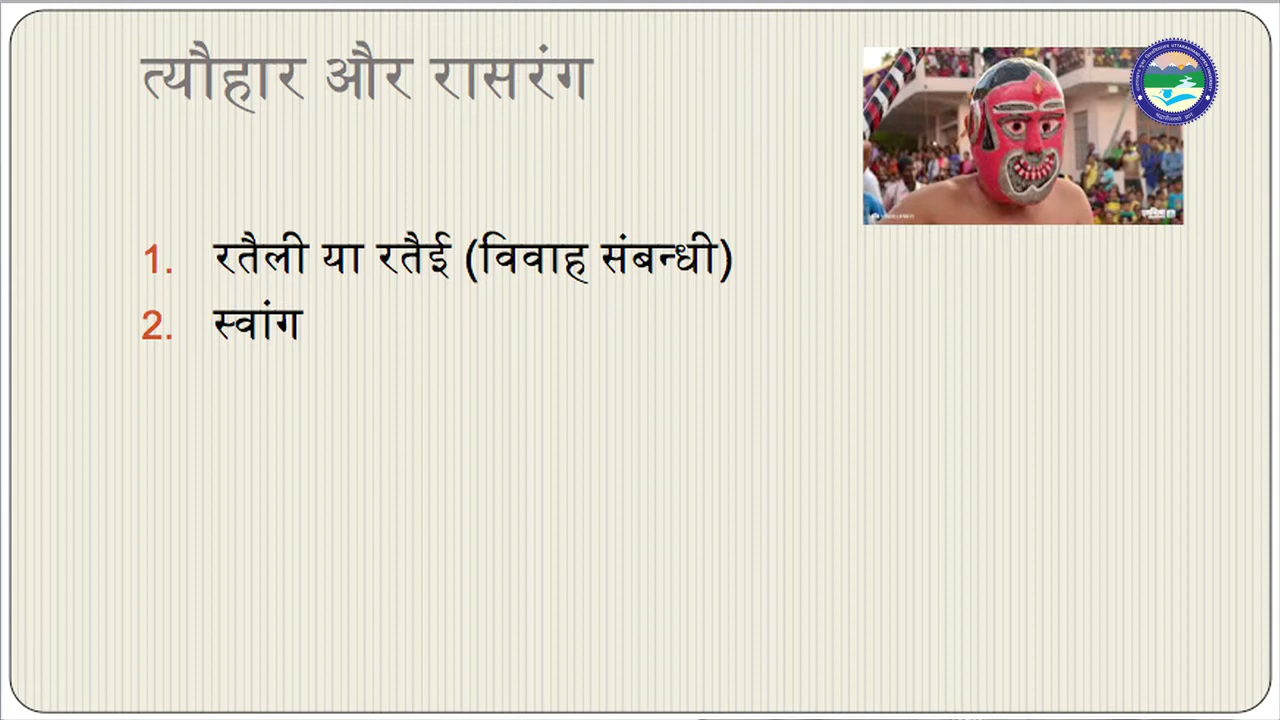 त्यौहार और रासरंग
1. रतैली या रतैई (विवाह संबन्धी)
2. स्वांग